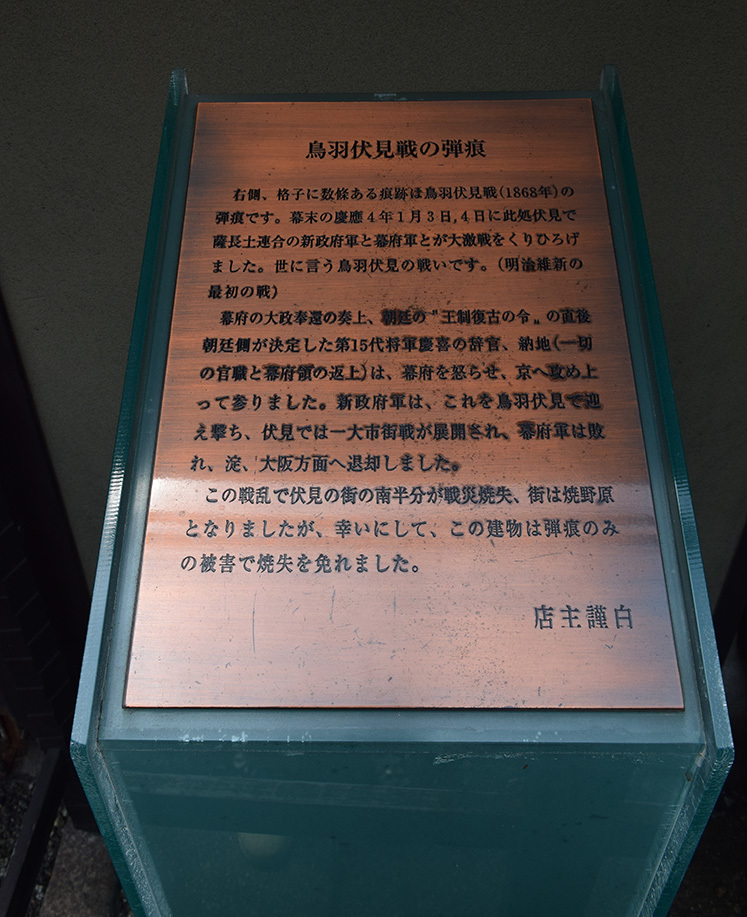 鳥羽伏見戦の弾痕
右側、格子に数條ある痕跡は鳥羽伏見戦(1868年)の
弾痕です。幕末の慶應4年1月3日,4日に此処伏見で
薩長土連合の新政府軍と幕府軍とが大激戦をくりひろげ
ました。世に言う鳥羽伏見の戦いです。(明治維新の
最初の戦)
幕府の大政奉還の奏上、朝廷の〝王制復古の令〟の直後
朝廷側が決定した第15代将軍慶喜の辞官、納地(一切
の官職と幕府領の返上)は、幕府を怒らせ、京へ攻め上
って参りました。新政府軍は、これを鳥羽伏見で迎
え撃ち、伏見では一大市街戦が展開され、幕府軍は敗
れ、淀、大阪方面へ退却しました。
この戦乱で伏見の街の南半分が戦災焼失、街は焼野原
となりましたが、幸いにして、この建物は弾痕のみ
の被害で焼失を免れました。
店主謹白